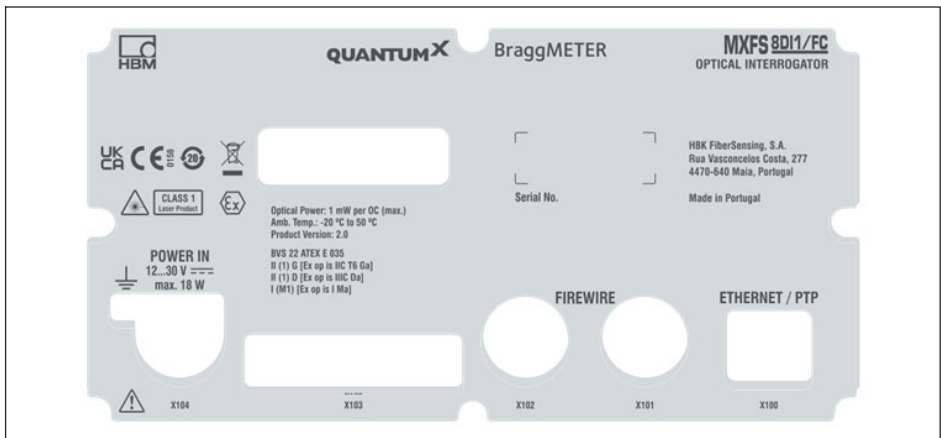 HBM
QUANTUMX
BraggMETER
MXFS 8DI1/FC
OPTICAL INTERROGATOR
UK
CA
CE
0158
20
HBK FiberSensing, S.A.
Rua Vasconcelos Costa, 277
4470-640 Maia, Portugal
Serial No.
Made in Portugal
CLASS 1
Laser Product
Ex
Optical Power: 1 mW per OC (max.)
Amb. Temp.: -20 ºC to 50 ºC
Product Version: 2.0
BVS 22 ATEX E 035
II (1) G [Ex op is IIC T6 Ga]
II (1) D [Ex op is IIIC Da]
I (M1) [Ex op is I Ma]
POWER IN
12...30 V
max. 18 W
FIREWIRE
ETHERNET / PTP
X104
X103
X102
X101
X100